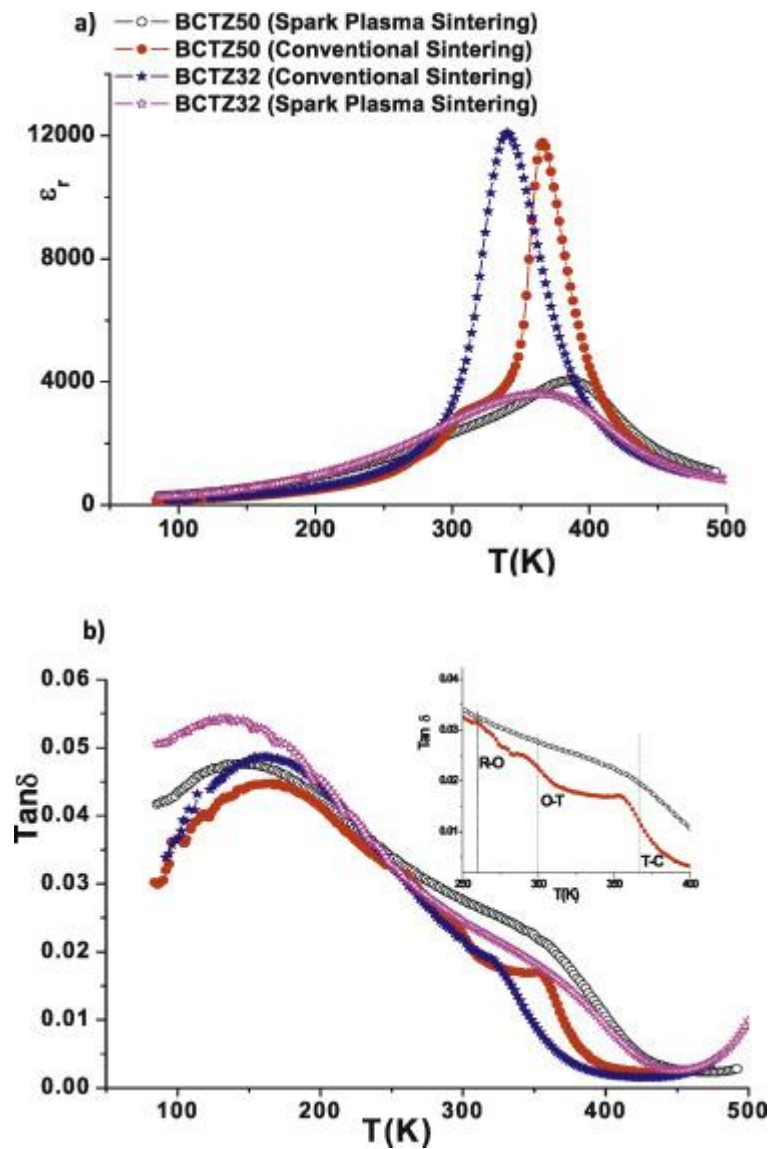 a)
BCTZ50 (Spark Plasma Sintering)
BCTZ50 (Conventional Sintering)
BCTZ32 (Conventional Sintering)
BCTZ32 (Spark Plasma Sintering)
12000
8000
4000
0
εr
100 200 300 400 500
T(K)
b)
0.06
0.05
0.04
0.03
0.02
0.01
0.00
Tanδ
100 200 300 400 500
T(K)
0.04
0.03
0.02
0.01
Tan δ
R-O
O-T
T-C
250 300 350 400
T(K)